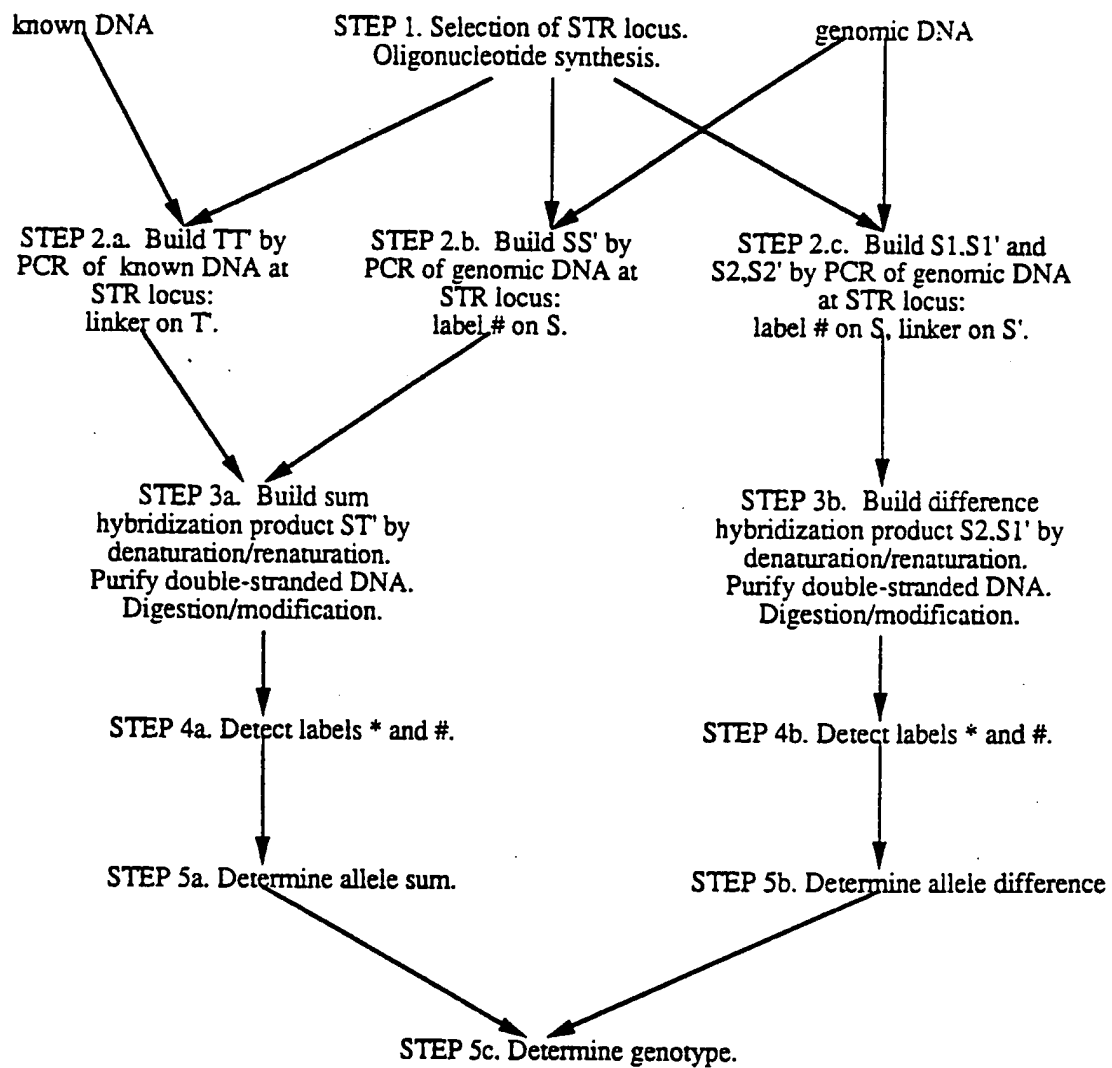 known DNA
STEP 1. Selection of STR locus.
Oligonucleotide synthesis.
genomic DNA
STEP 2.a. Build TT' by
PCR of known DNA at
STR locus:
linker on T'.
STEP 2.b. Build SS' by
PCR of genomic DNA at
STR locus:
label # on S.
STEP 2.c. Build S1.S1' and
S2,S2' by PCR of genomic DNA
at STR locus:
label # on S, linker on S'.
STEP 3a. Build sum
hybridization product ST' by
denaturation/renaturation.
Purify double-stranded DNA.
Digestion/modification.
STEP 3b. Build difference
hybridization product S2.S1' by
denaturation/renaturation.
Purify double-stranded DNA.
Digestion/modification.
STEP 4a. Detect labels * and #.
STEP 4b. Detect labels * and #.
STEP 5a. Determine allele sum.
STEP 5b. Determine allele difference
STEP 5c. Determine genotype.